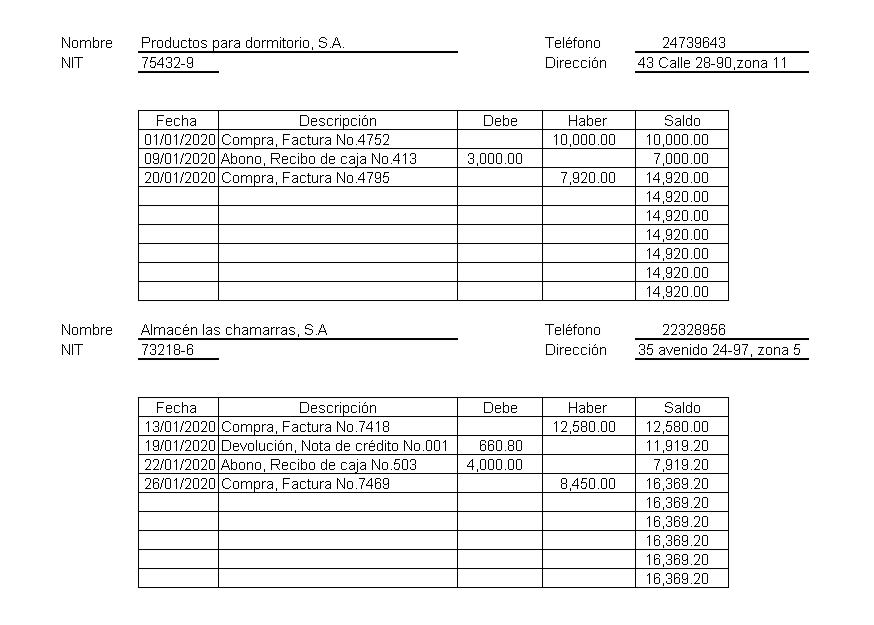 Nombre Productos para dormitorio, S.A. Teléfono 24739643
NIT 75432-9 Dirección 43 Calle 28-90,zona 11
Fecha Descripción Debe Haber Saldo
01/01/2020 Compra, Factura No.4752 10,000.00 10,000.00
09/01/2020 Abono, Recibo de caja No.413 3,000.00 7,000.00
20/01/2020 Compra, Factura No.4795 7,920.00 14,920.00
14,920.00
14,920.00
14,920.00
14,920.00
14,920.00
14,920.00
Nombre Almacén las chamarras, S.A Teléfono 22328956
NIT 73218-6 Dirección 35 avenido 24-97, zona 5
Fecha Descripción Debe Haber Saldo
13/01/2020 Compra, Factura No.7418 12,580.00 12,580.00
19/01/2020 Devolución, Nota de crédito No.001 660.80 11,919.20
22/01/2020 Abono, Recibo de caja No.503 4,000.00 7,919.20
26/01/2020 Compra, Factura No.7469 8,450.00 16,369.20
16,369.20
16,369.20
16,369.20
16,369.20
16,369.20